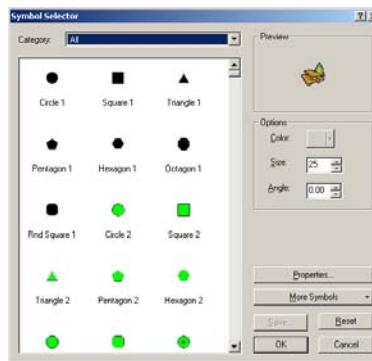 Symbol Selector
Category: All
Circle 1 Square 1 Triangle 1
Pentagon 1 Hexagon 1 Octagon 1
Rnd Square 1 Circle 2 Square 2
Triangle 2 Pentagon 2 Hexagon 2
Preview
Options
Color:
Size: 25
Angle: 0.00
Properties...
More Symbols
Save... Reset
OK Cancel